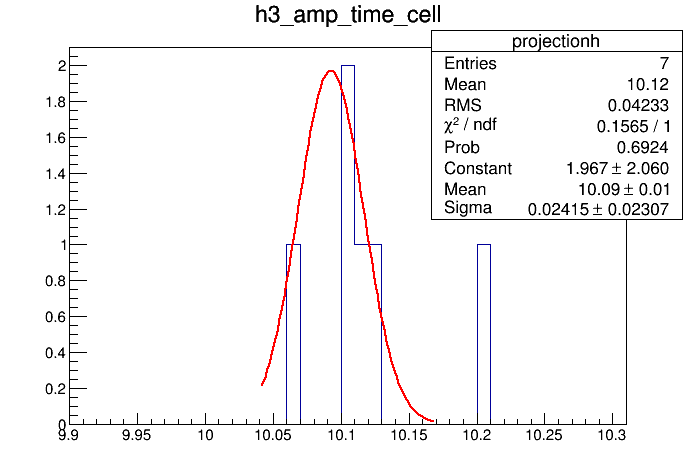 h3_amp_time_cell
projectionh
Entries 7
Mean 10.12
RMS 0.04233
χ² / ndf 0.1565 / 1
Prob 0.6924
Constant 1.967 ± 2.060
Mean 10.09 ± 0.01
Sigma 0.02415 ± 0.02307
2
1.8
1.6
1.4
1.2
1
0.8
0.6
0.4
0.2
0
9.9 9.95 10 10.05 10.1 10.15 10.2 10.25 10.3